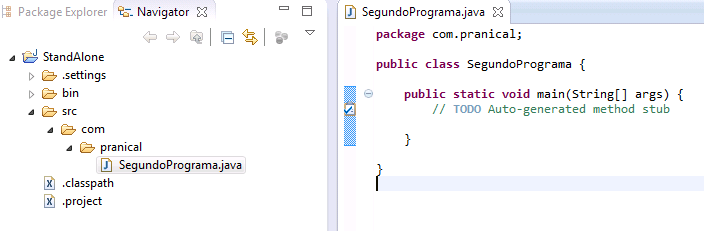 Package Explorer
Navigator
StandAlone
.settings
bin
src
com
pranical
SegundoPrograma.java
.classpath
.project
SegundoPrograma.java
package com.pranical;
public class SegundoPrograma {
public static void main(String[] args) {
// TODO Auto-generated method stub
}
}